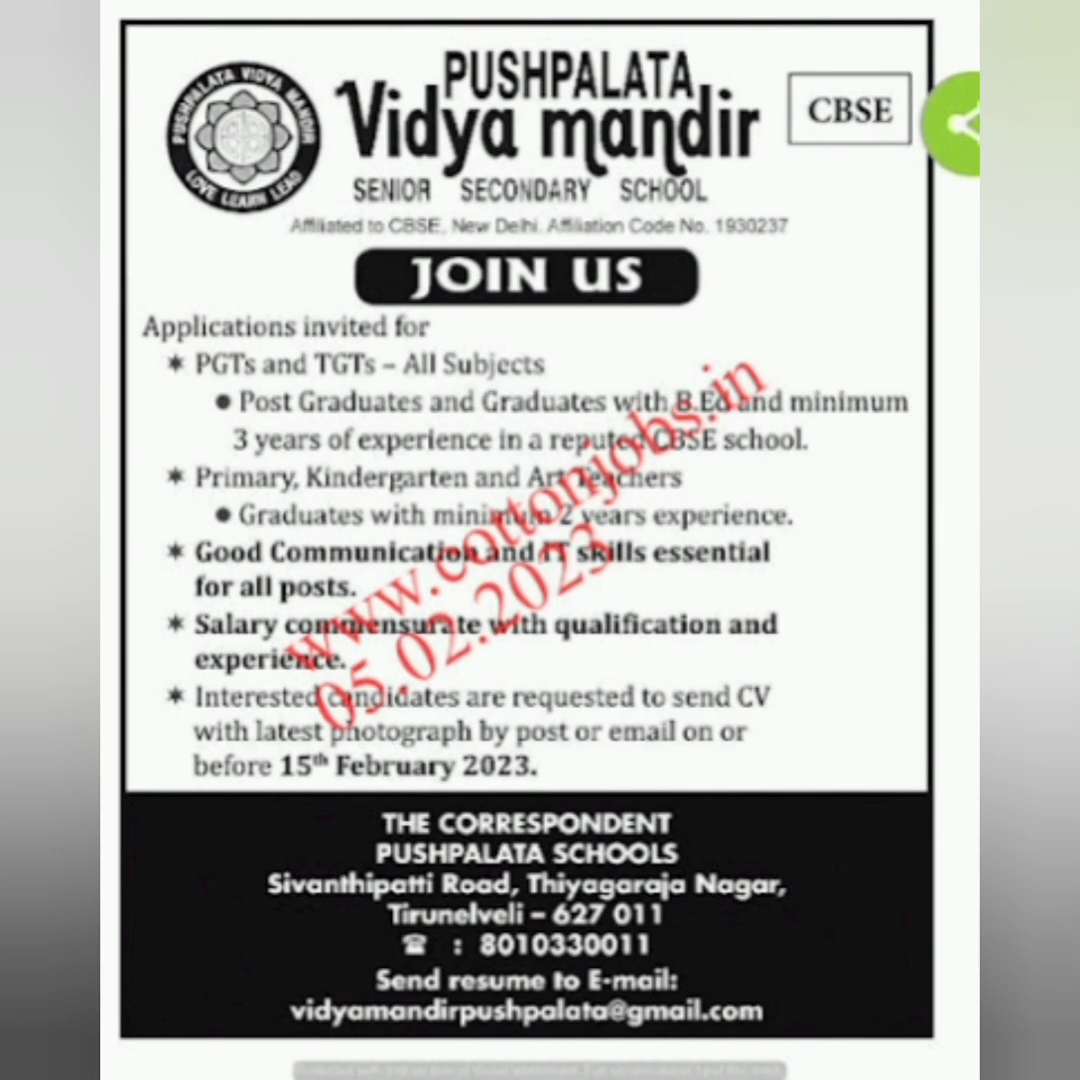 PUSHPALATA VIDYA MANDIR
LOVE LEARN LEAD
PUSHPALATA
Vidya mandir
CBSE
SENIOR SECONDARY SCHOOL
Affiliated to CBSE, New Delhi. Affiliation Code No. 1930237
JOIN US
Applications invited for
✶ PGTs and TGTs – All Subjects
● Post Graduates and Graduates with B.Ed and minimum
3 years of experience in a reputed CBSE school.
✶ Primary, Kindergarten and Art Teachers
● Graduates with minimum 2 years experience.
✶ Good Communication and IT skills essential
for all posts.
✶ Salary commensurate with qualification and
experience.
✶ Interested candidates are requested to send CV
with latest photograph by post or email on or
before 15th February 2023.
www.cottonjobs.in
05.02.2023
THE CORRESPONDENT
PUSHPALATA SCHOOLS
Sivanthipatti Road, Thiyagaraja Nagar,
Tirunelveli – 627 011
☎ : 8010330011
Send resume to E-mail:
vidyamandirpushpalata@gmail.com